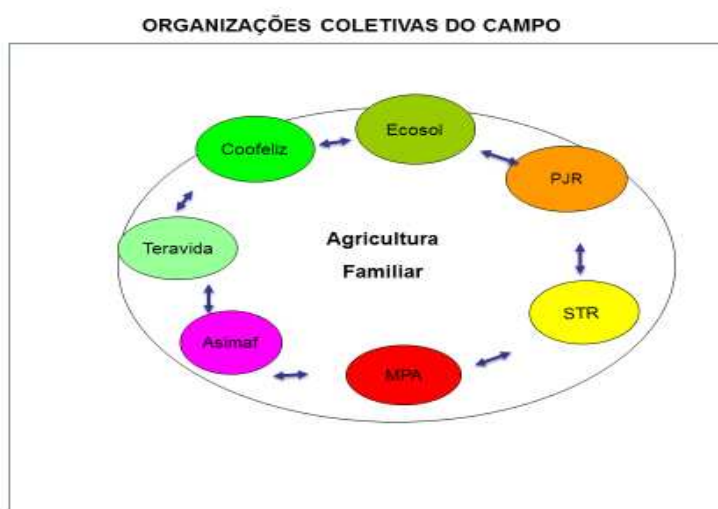 ORGANIZAÇÕES COLETIVAS DO CAMPO
Ecosol
Coofeliz
PJR
Agricultura
Familiar
Teravida
STR
Asimaf
MPA